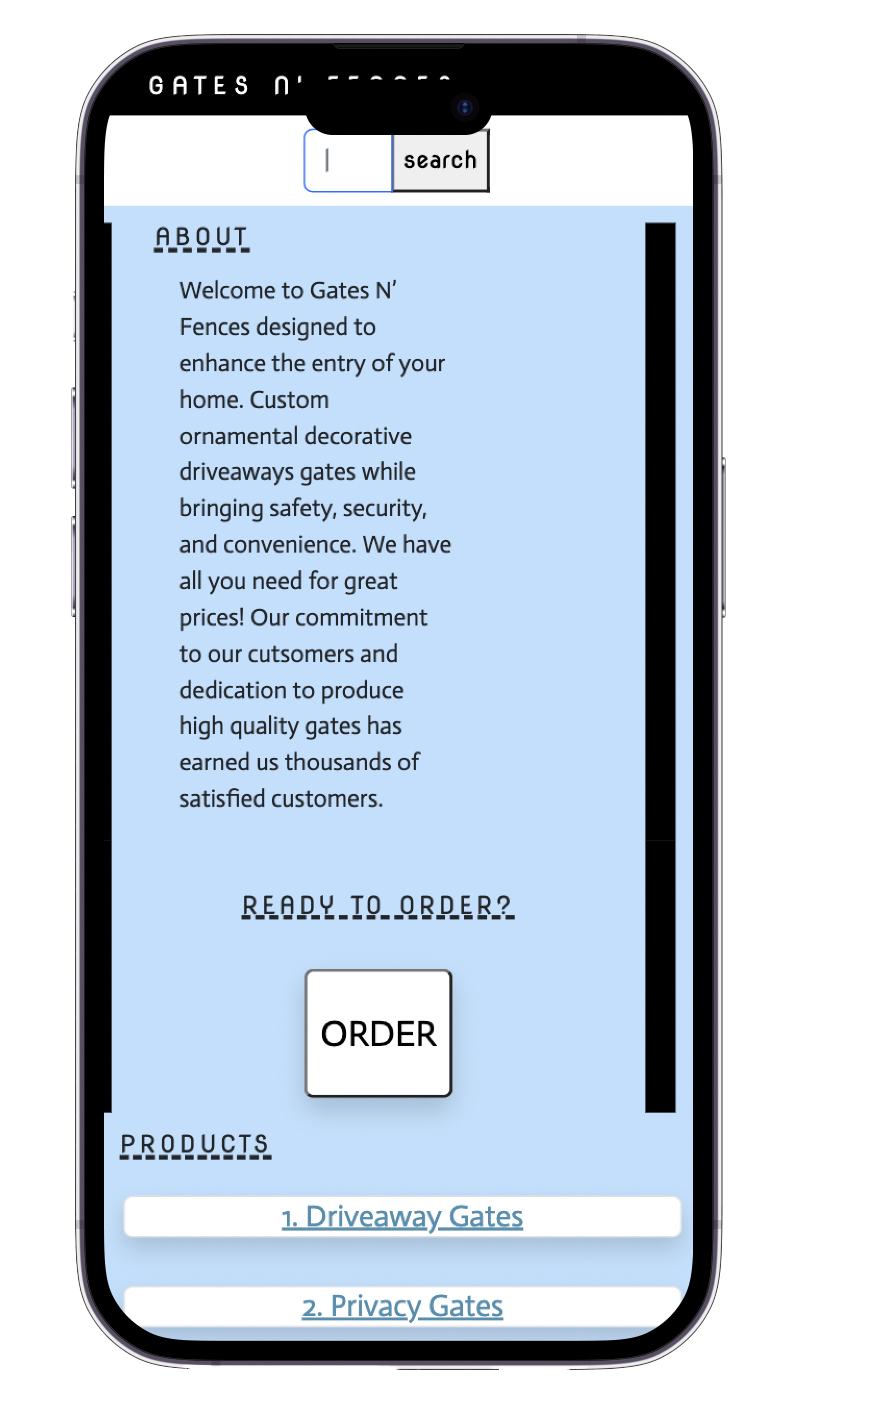 GATES N'
search
ABOUT
Welcome to Gates N'
Fences designed to
enhance the entry of your
home. Custom
ornamental decorative
driveaways gates while
bringing safety, security,
and convenience. We have
all you need for great
prices! Our commitment
to our cutsomers and
dedication to produce
high quality gates has
earned us thousands of
satisfied customers.
READY TO ORDER?
ORDER
PRODUCTS
1. Driveaway Gates
2. Privacy Gates